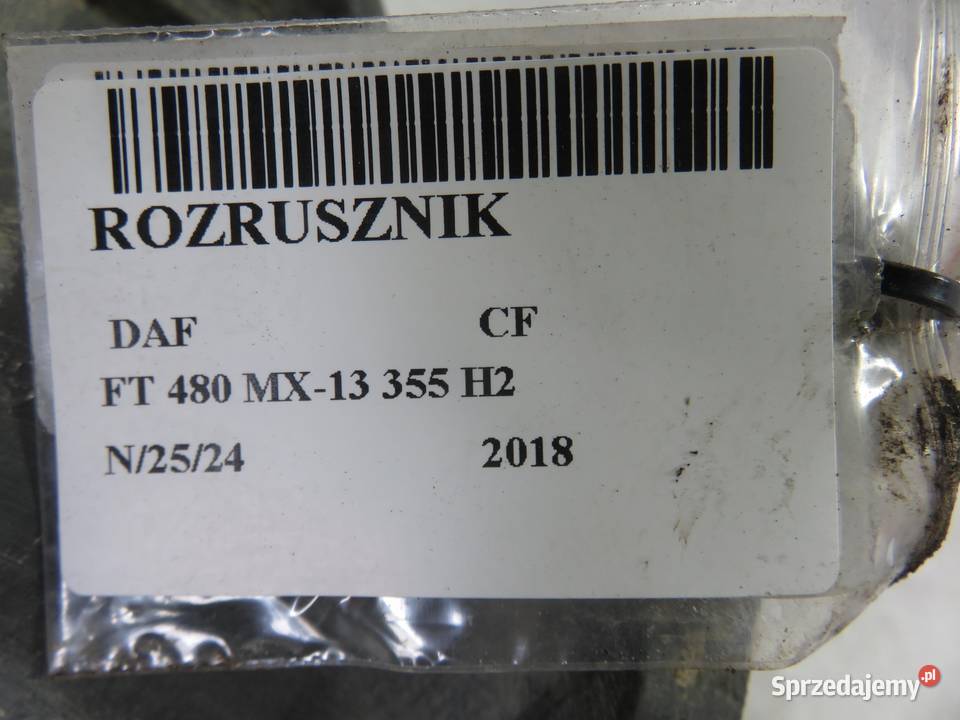 ROZRUSZNIK
DAF CF
FT 480 MX-13 355 H2
N/25/24 2018
Sprzedajemy.pl